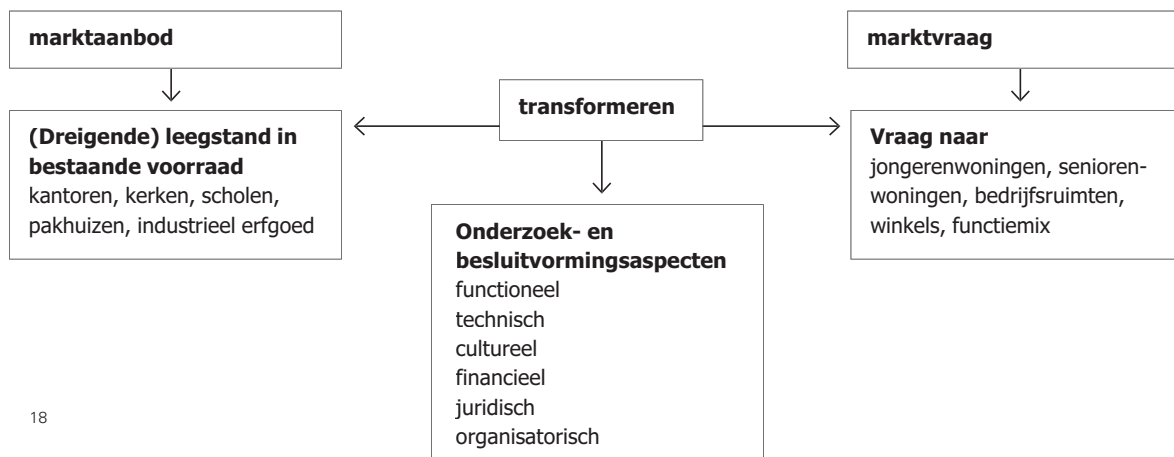 marktaanbod
(Dreigende) leegstand in
bestaande voorraad
kantoren, kerken, scholen,
pakhuizen, industrieel erfgoed
transformeren
Onderzoek- en
besluitvormingsaspecten
functioneel
technisch
cultureel
financieel
juridisch
organisatorisch
marktvraag
Vraag naar
jongerenwoningen, senioren-
woningen, bedrijfsruimten,
winkels, functiemix
18